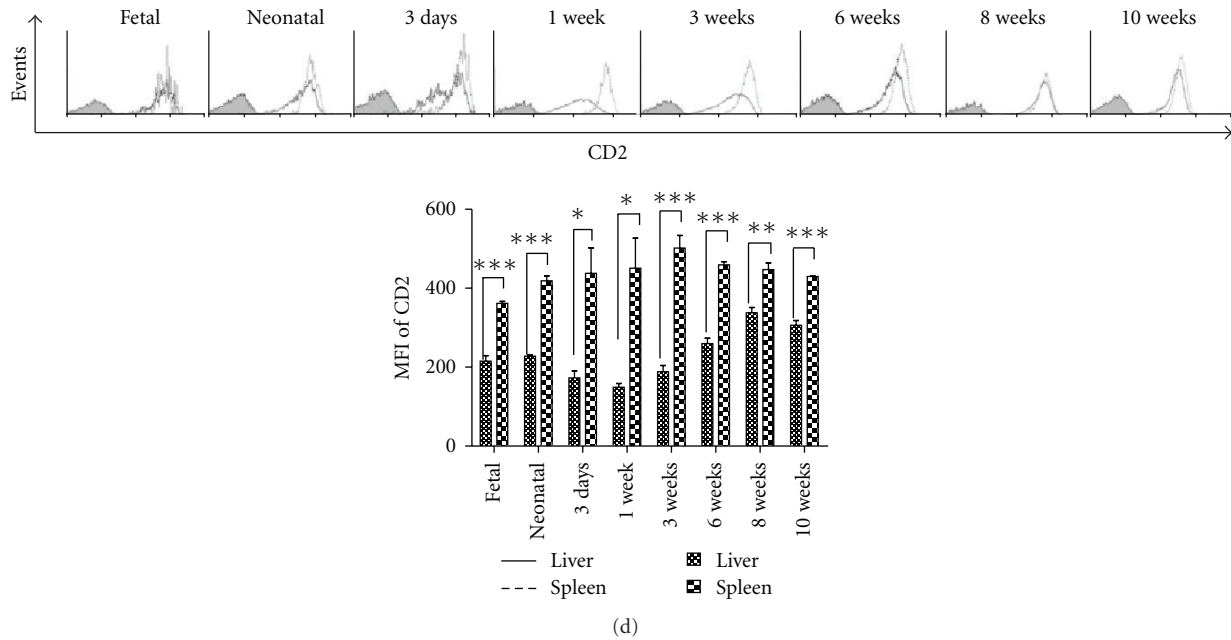 Fetal Neonatal 3 days 1 week 3 weeks 6 weeks 8 weeks 10 weeks
Events
CD2
MFI of CD2
600
400
200
0
*** *** * * *** *** ** ***
Fetal Neonatal 3 days 1 week 3 weeks 6 weeks 8 weeks 10 weeks
Liver Liver
Spleen Spleen
(d)